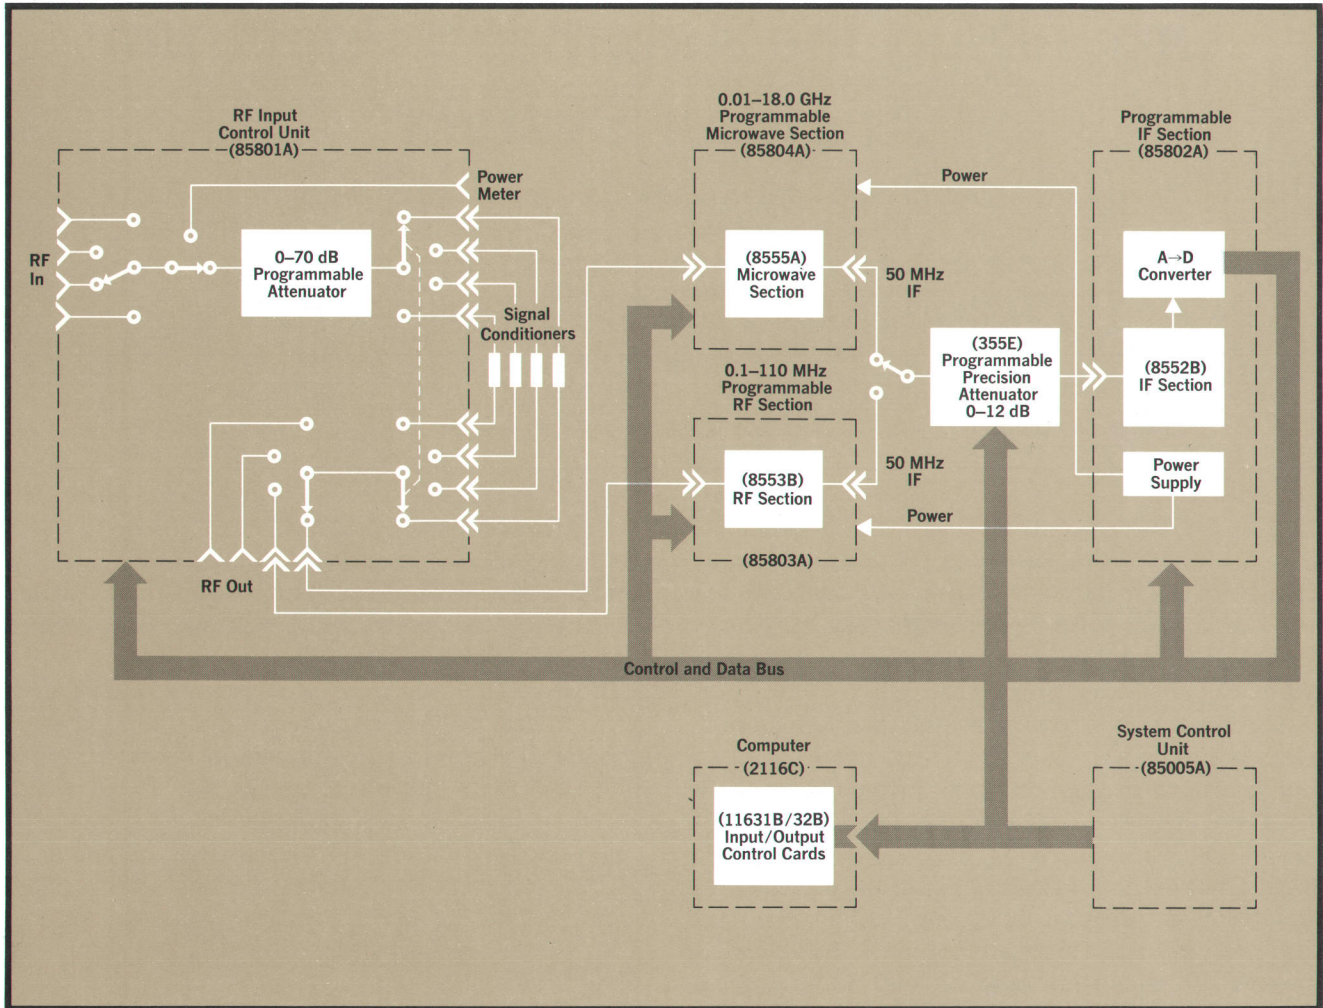 RF Input
Control Unit
(85801A)
Power
Meter
RF
In
0–70 dB
Programmable
Attenuator
Signal
Conditioners
RF Out
0.01–18.0 GHz
Programmable
Microwave Section
(85804A)
(8555A)
Microwave
Section
Power
50 MHz
IF
0.1–110 MHz
Programmable
RF Section
(8553B)
RF Section
(85803A)
50 MHz
IF
Power
(355E)
Programmable
Precision
Attenuator
0–12 dB
Programmable
IF Section
(85802A)
A→D
Converter
(8552B)
IF Section
Power
Supply
Control and Data Bus
Computer
(2116C)
(11631B/32B)
Input/Output
Control Cards
System Control
Unit
(85005A)